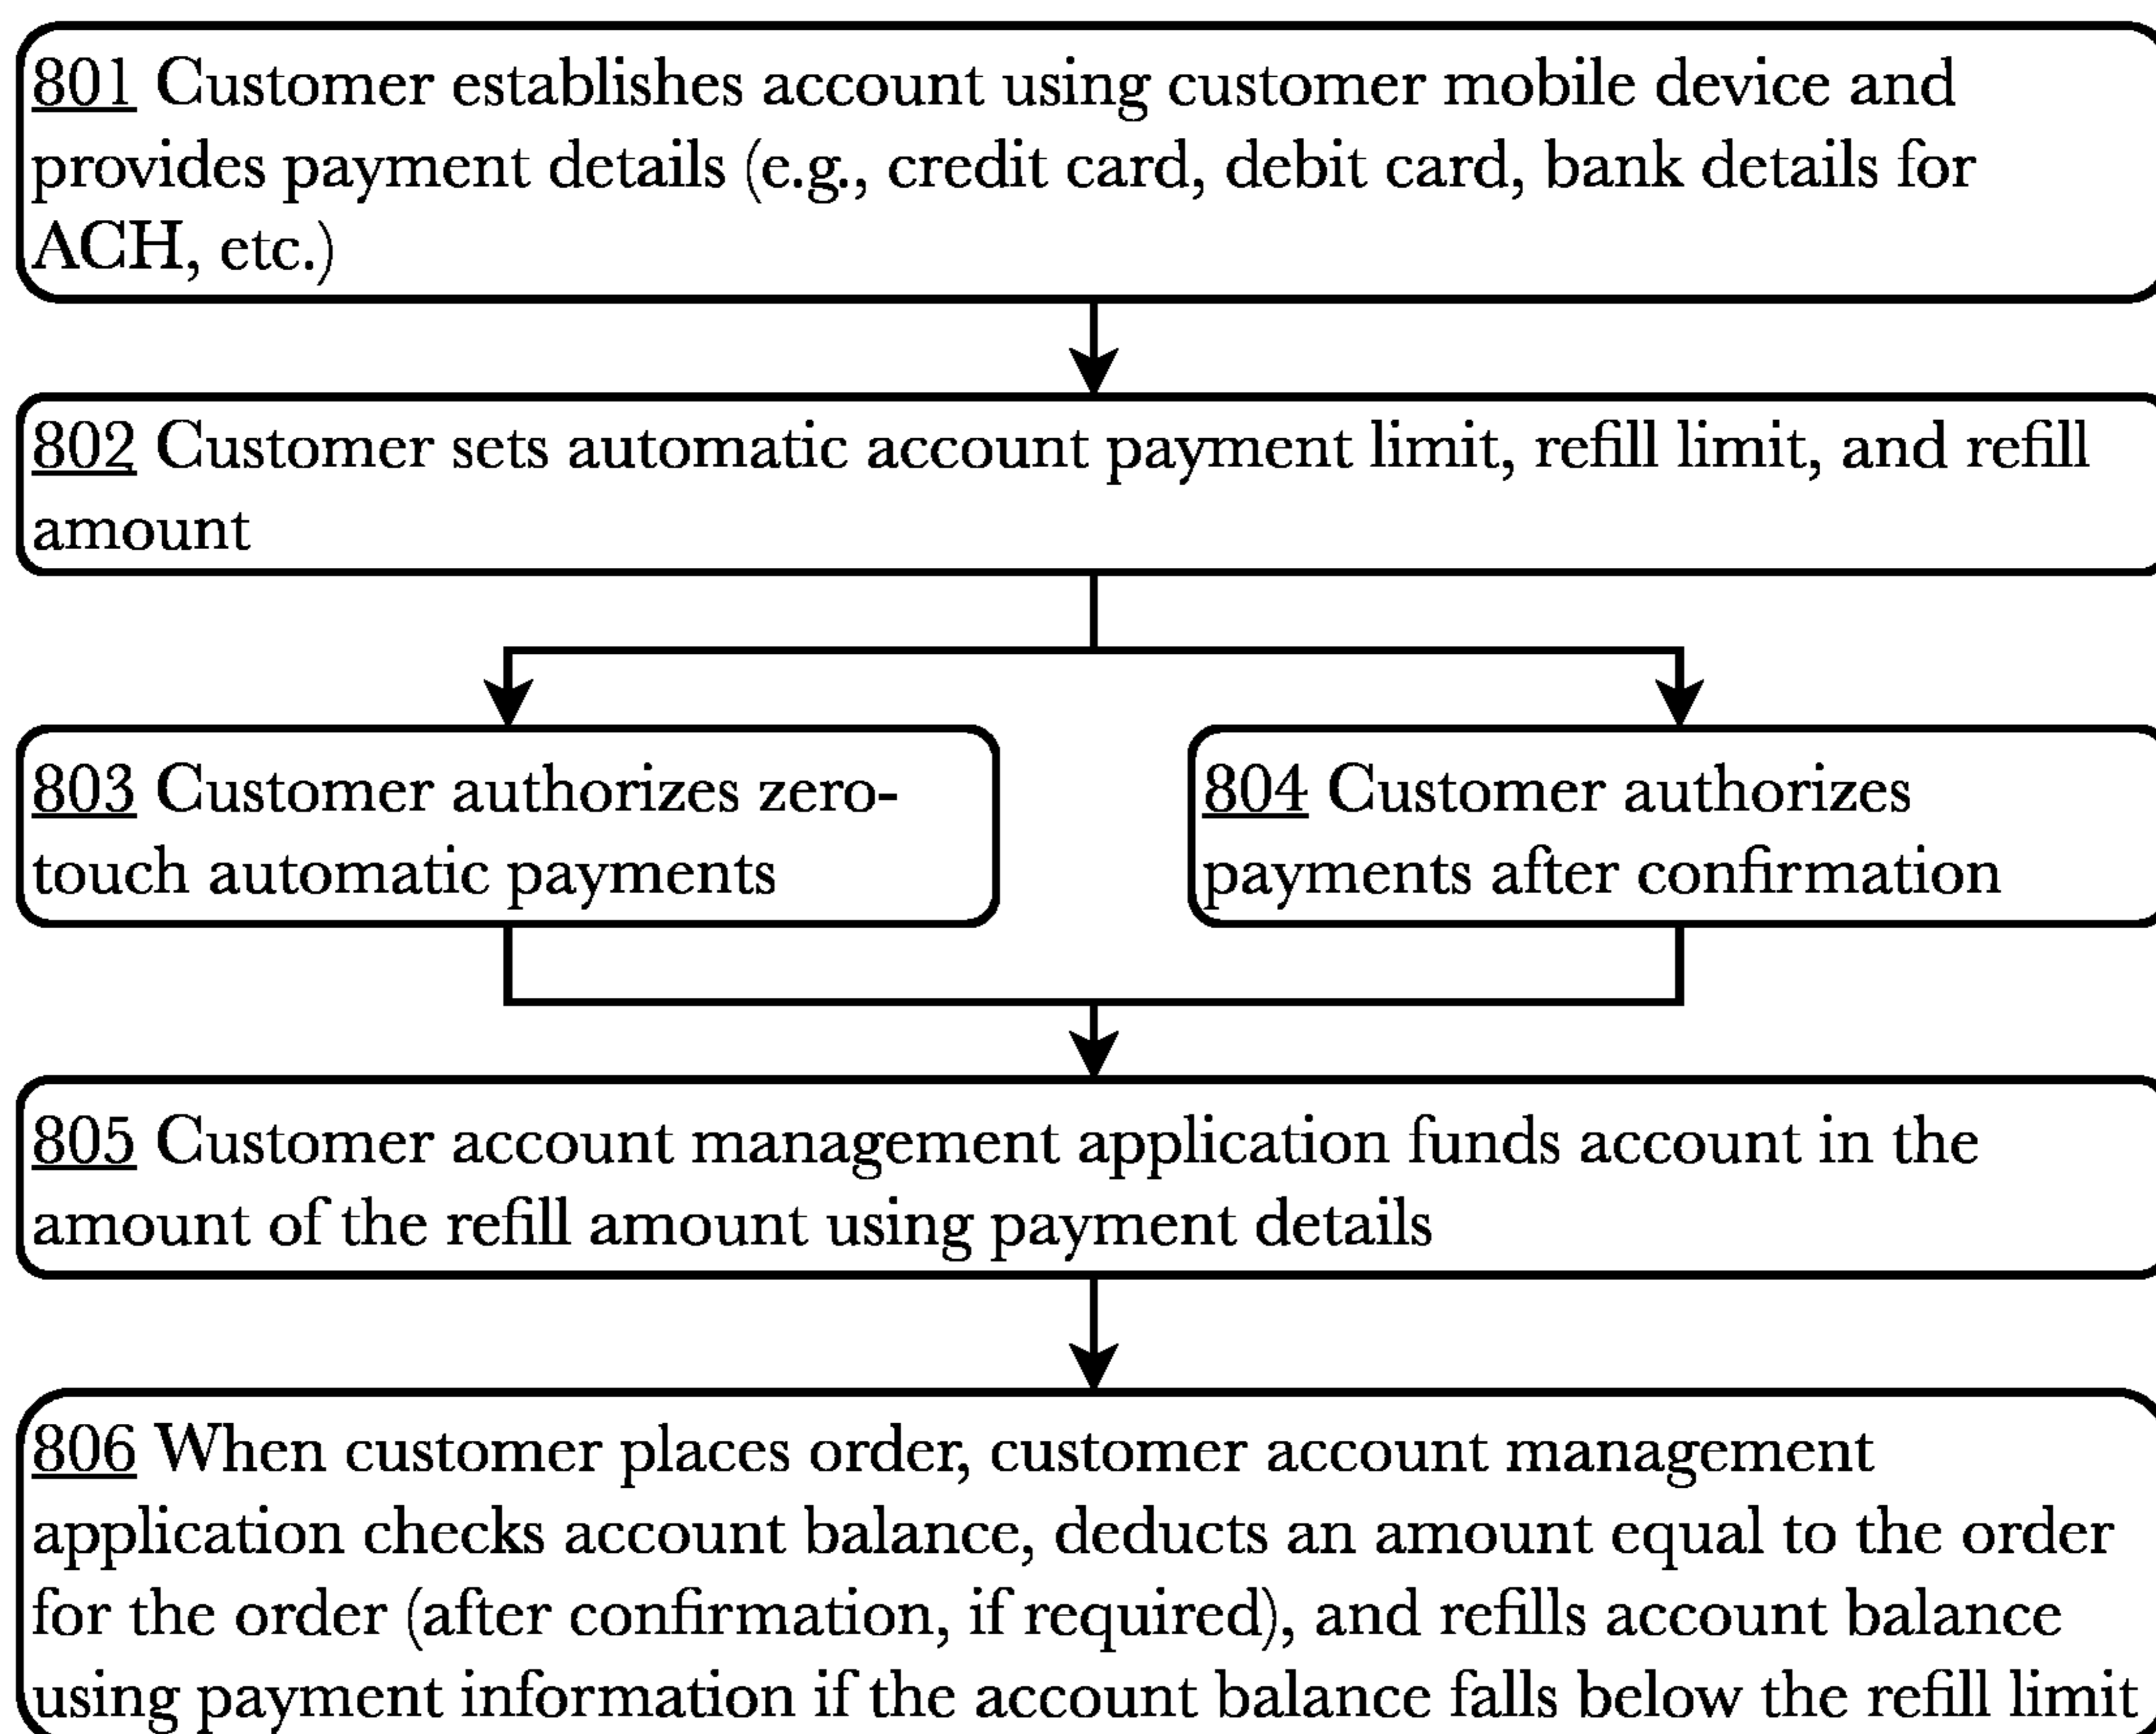 801 Customer establishes account using customer mobile device and
provides payment details (e.g., credit card, debit card, bank details for
ACH, etc.)
802 Customer sets automatic account payment limit, refill limit, and refill
amount
803 Customer authorizes zero-
touch automatic payments
804 Customer authorizes
payments after confirmation
805 Customer account management application funds account in the
amount of the refill amount using payment details
806 When customer places order, customer account management
application checks account balance, deducts an amount equal to the order
for the order (after confirmation, if required), and refills account balance
using payment information if the account balance falls below the refill limit